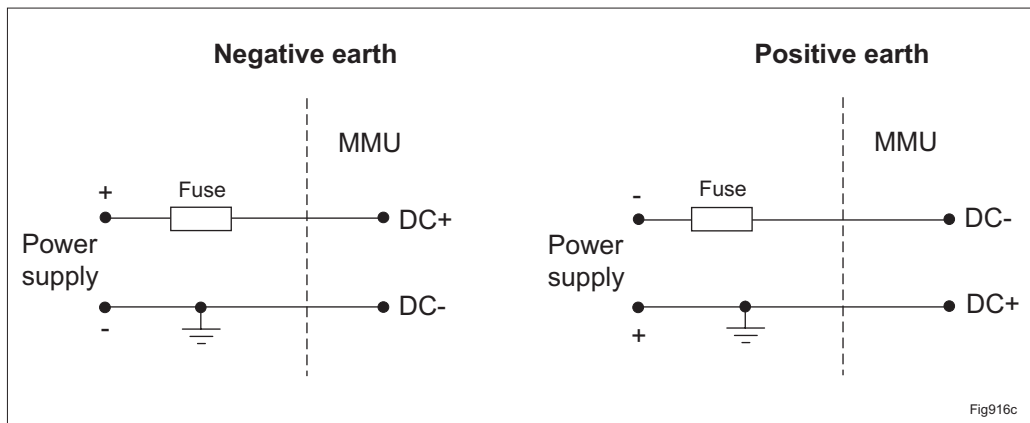 Negative earth
MMU
+
Fuse
DC+
Power
supply
DC-
-
Positive earth
MMU
-
Fuse
DC-
Power
supply
DC+
+
Fig916c